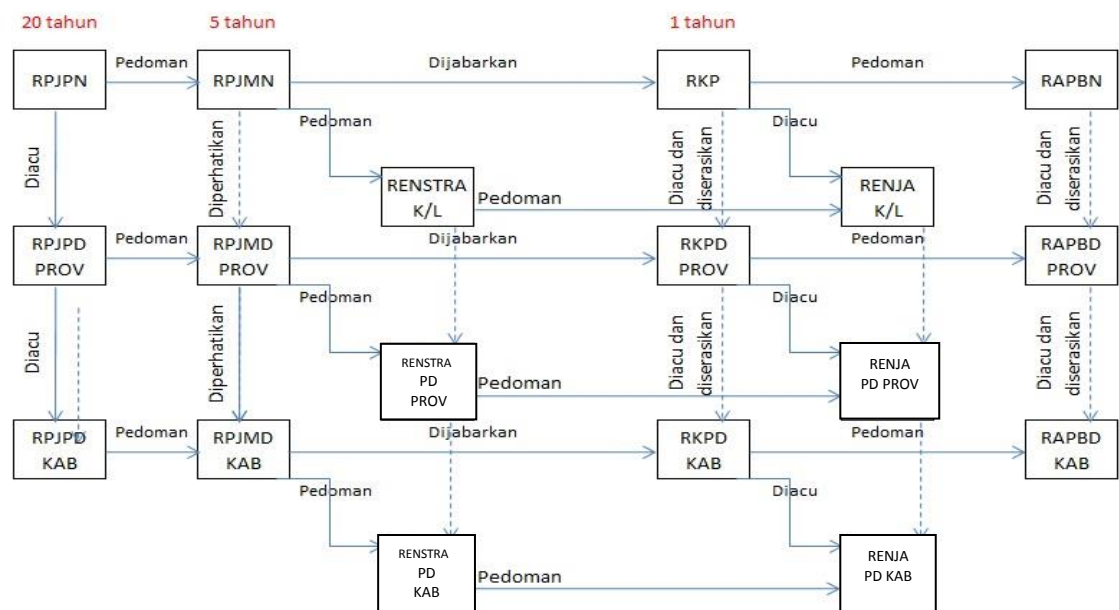 20 tahun
5 tahun
1 tahun
RPJPN
Pedoman
RPJMN
Dijabarkan
RKP
Pedoman
RAPBN
Diacu
Diperhatikan
Pedoman
Diacu dan
diserasikan
Diacu
Diacu dan
diserasikan
RENSTRA
K/L
Pedoman
RENJA
K/L
RPJPD
PROV
Pedoman
RPJMD
PROV
Dijabarkan
RKPD
PROV
Pedoman
RAPBD
PROV
Diacu
Diperhatikan
Pedoman
Diacu dan
diserasikan
Diacu
Diacu dan
diserasikan
RENSTRA
PD
PROV
Pedoman
RENJA
PD PROV
RPJPD
KAB
Pedoman
RPJMD
KAB
Dijabarkan
RKPD
KAB
Pedoman
RAPBD
KAB
Pedoman
Diacu
RENSTRA
PD
KAB
Pedoman
RENJA
PD KAB